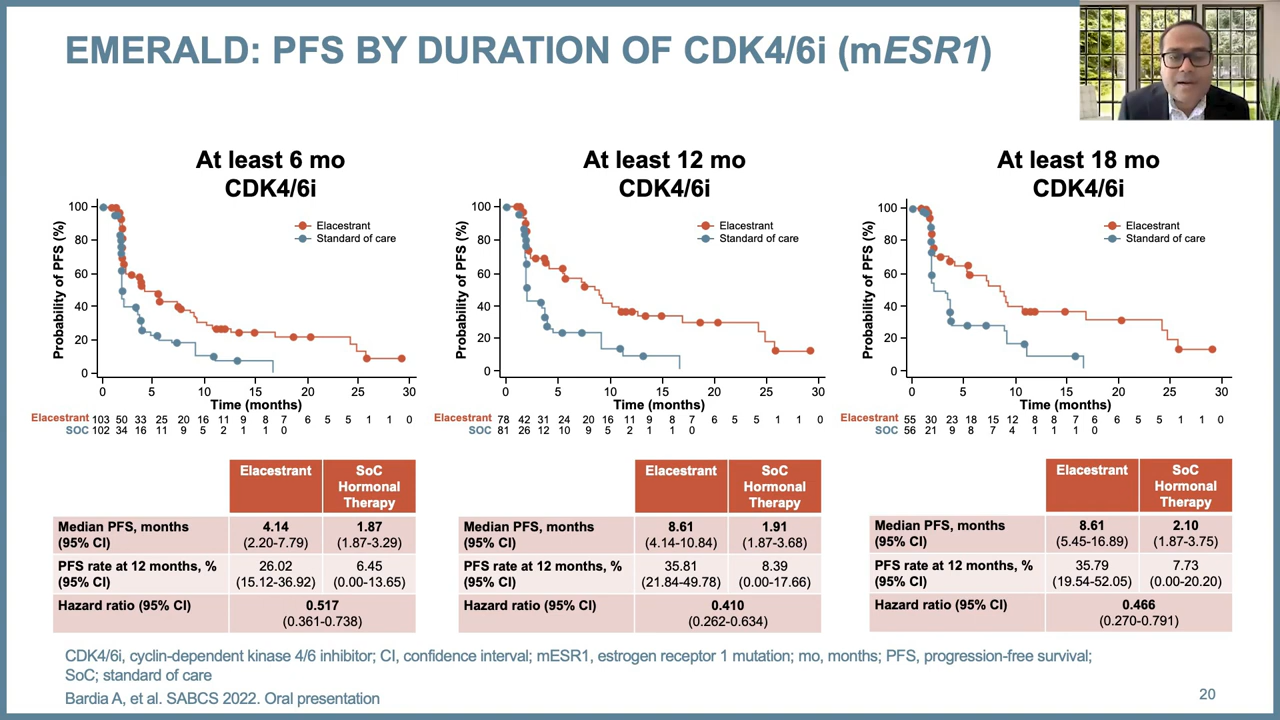 EMERALD: PFS BY DURATION OF CDK4/6i (mESR1)
At least 6 mo
CDK4/6i
100
80
60
40
20
0
Probability of PFS (%)
Elacestrant
Standard of care
0 5 10 15 20 25 30
Time (months)
Elacestrant 103 50 33 25 20 16 11 9 8 7 6 5 5 1 1 0
SOC 102 34 16 11 9 5 2 1 1 0
At least 12 mo
CDK4/6i
100
80
60
40
20
0
Probability of PFS (%)
Elacestrant
Standard of care
0 5 10 15 20 25 30
Time (months)
Elacestrant 78 42 31 24 20 16 11 9 8 7 6 5 5 1 1 0
SOC 81 26 12 10 9 5 2 1 1 0
At least 18 mo
CDK4/6i
100
80
60
40
20
0
Probability of PFS (%)
Elacestrant
Standard of care
0 5 10 15 20 25 30
Time (months)
Elacestrant 55 30 23 18 15 12 8 8 7 6 6 5 5 1 1 0
SOC 56 21 9 8 7 4 1 1 1 0
Elacestrant
SoC
Hormonal
Therapy
Median PFS, months
(95% CI)
4.14
(2.20-7.79)
1.87
(1.87-3.29)
PFS rate at 12 months, %
(95% CI)
26.02
(15.12-36.92)
6.45
(0.00-13.65)
Hazard ratio (95% CI)
0.517
(0.361-0.738)
Elacestrant
SoC
Hormonal
Therapy
Median PFS, months
(95% CI)
8.61
(4.14-10.84)
1.91
(1.87-3.68)
PFS rate at 12 months, %
(95% CI)
35.81
(21.84-49.78)
8.39
(0.00-17.66)
Hazard ratio (95% CI)
0.410
(0.262-0.634)
Elacestrant
SoC
Hormonal
Therapy
Median PFS, months
(95% CI)
8.61
(5.45-16.89)
2.10
(1.87-3.75)
PFS rate at 12 months, %
(95% CI)
35.79
(19.54-52.05)
7.73
(0.00-20.20)
Hazard ratio (95% CI)
0.466
(0.270-0.791)
CDK4/6i, cyclin-dependent kinase 4/6 inhibitor; CI, confidence interval; mESR1, estrogen receptor 1 mutation; mo, months; PFS, progression-free survival;
SoC; standard of care
Bardia A, et al. SABCS 2022. Oral presentation
20